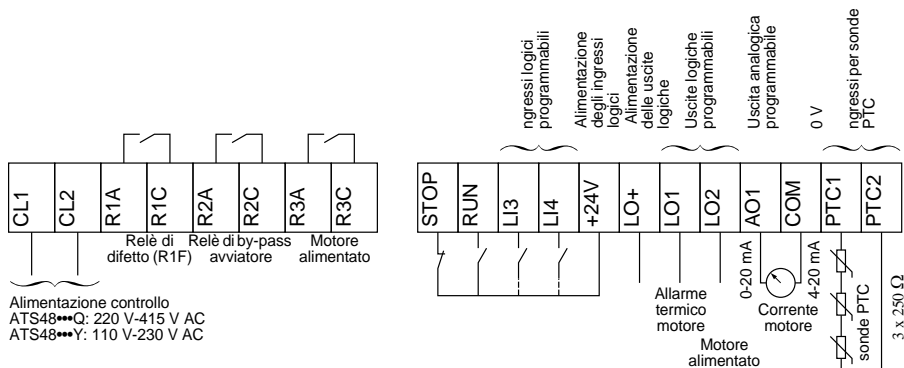 ngressi logici
programmabili
Alimentazione
degli ingressi
logici
Alimentazione
delle uscite
logiche
Uscite logiche
programmabili
Uscita analogica
programmabile
0 V
ngressi per sonde
PTC
CL1
CL2
R1A
R1C
R2A
R2C
R3A
R3C
STOP
RUN
LI3
LI4
+24V
LO+
LO1
LO2
AO1
COM
PTC1
PTC2
Relè di
difetto (R1F)
Relè di by-pass
avviatore
Motore
alimentato
Alimentazione controllo
ATS48•••Q: 220 V-415 V AC
ATS48•••Y: 110 V-230 V AC
Allarme
termico
motore
Motore
alimentato
0-20 mA
4-20 mA
Corrente
motore
sonde PTC
3 x 250 Ω